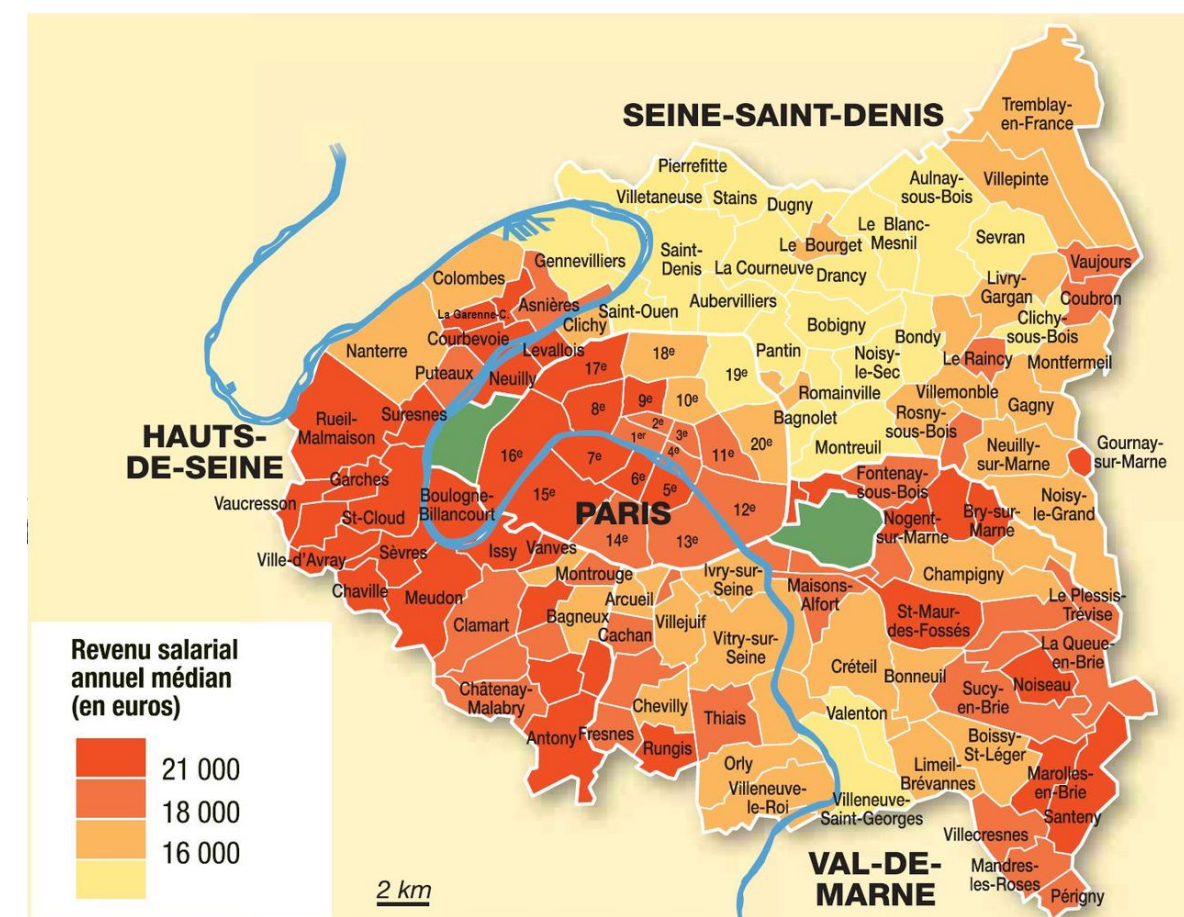 SEINE-SAINT-DENIS
Tremblay-
en-France
Pierrefitte
Villetaneuse
Stains
Dugny
Aulnay-
sous-Bois
Villepinte
Le Blanc-
Mesnil
Le Bourget
Sevran
Saint-
Denis
La Courneuve
Drancy
Vaujours
Gennevilliers
Colombes
Livry-
Gargan
Coubron
Asnières
La Garenne-C.
Saint-Ouen
Aubervilliers
Clichy-
sous-Bois
Clichy
Bobigny
Courbevoie
Bondy
Nanterre
Levallois
18e
Pantin
Noisy-
le-Sec
Le Raincy
Montfermeil
Puteaux
Neuilly
17e
19e
Romainville
Villemonble
8e
9e
10e
Gagny
Rueil-
Malmaison
Suresnes
Bagnolet
Rosny-
sous-Bois
2e
1er
3e
4e
11e
20e
Montreuil
Neuilly-
sur-Marne
Gournay-
sur-Marne
HAUTS-
DE-SEINE
16e
7e
6e
5e
Garches
Fontenay-
sous-Bois
Vaucresson
Boulogne-
Billancourt
15e
PARIS
12e
Noisy-
le-Grand
St-Cloud
Nogent-
sur-Marne
Bry-sur-
Marne
14e
13e
Sèvres
Issy
Vanves
Ville-d'Avray
Montrouge
Ivry-sur-
Seine
Champigny
Chaville
Meudon
Arcueil
Maisons-
Alfort
Le Plessis-
Trévise
Clamart
Bagneux
Cachan
Villejuif
St-Maur-
des-Fossés
Vitry-sur-
Seine
La Queue-
en-Brie
Créteil
Bonneuil
Noiseau
Sucy-
en-Brie
Châtenay-
Malabry
Chevilly
Thiais
Valenton
Antony
Fresnes
Rungis
Boissy-
St-Léger
Orly
Limeil-
Brévannes
Marolles-
en-Brie
Villeneuve-
le-Roi
Villeneuve-
Saint-Georges
Santeny
Villecresnes
VAL-DE-
MARNE
Mandres-
les-Roses
Périgny
Revenu salarial
annuel médian
(en euros)
21 000
18 000
16 000
2 km